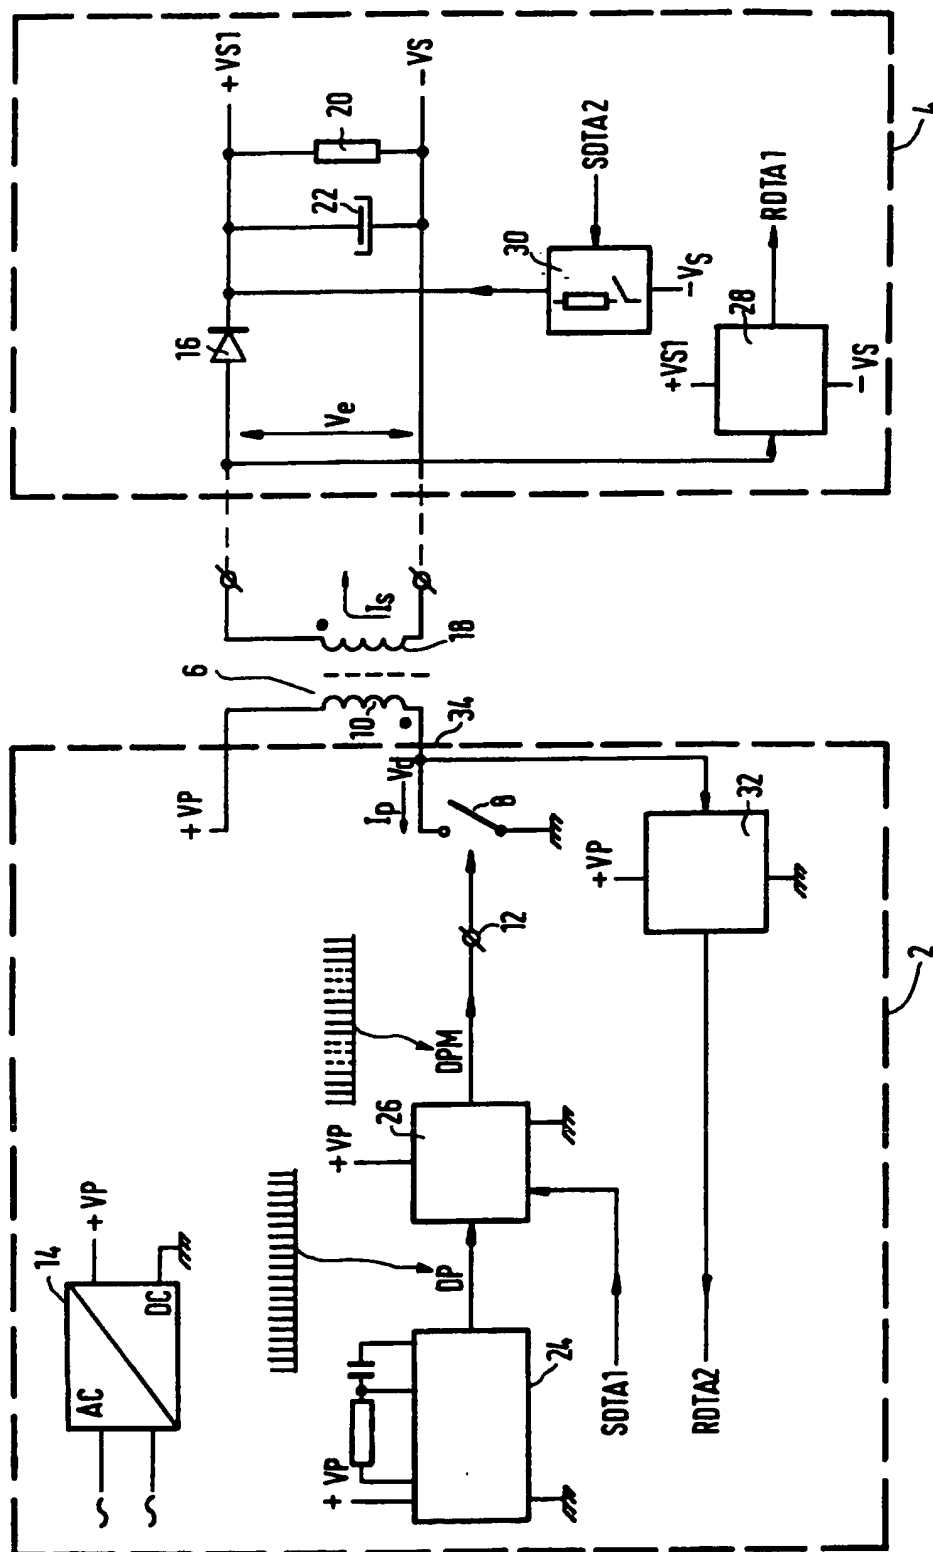 14
AC
DC
+VP
+VP
24
DP
SDTA1
RDTA2
+VP
26
DPM
12
+VP
Ip
Vd
34
8
+VP
32
2
6
10
18
Is
Ve
16
+VS1
-VS
22
20
30
SDTA2
-VS
+VS1
28
-VS
RDTA1
4